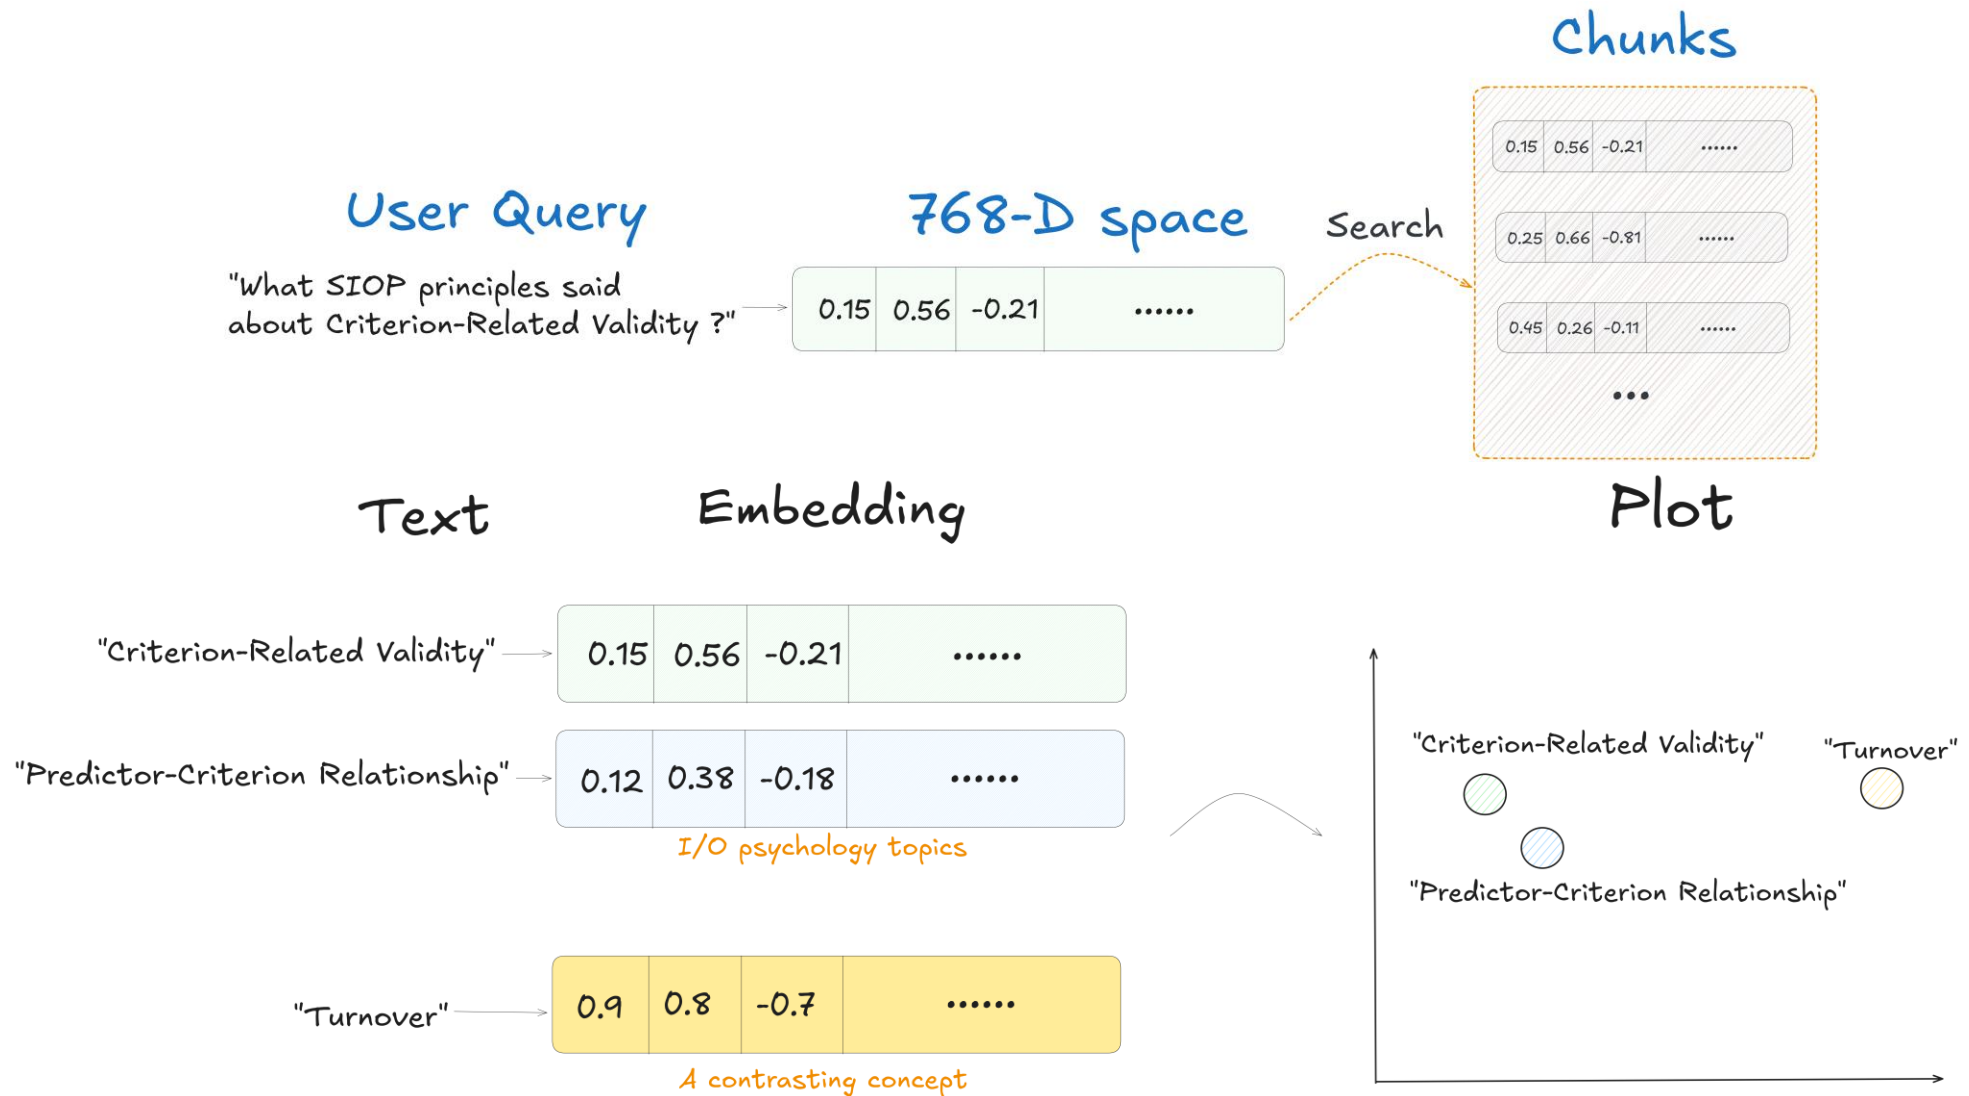 Chunks
0.15 0.56 -0.21 ......
0.25 0.66 -0.81 ......
0.45 0.26 -0.11 ......
...
User Query
768-D space
Search
"What SIOP principles said
about Criterion-Related Validity ?"
0.15 0.56 -0.21 ......
Text
Embedding
Plot
"Criterion-Related Validity"
0.15 0.56 -0.21 ......
"Predictor-Criterion Relationship"
0.12 0.38 -0.18 ......
I/O psychology topics
"Turnover"
0.9 0.8 -0.7 ......
A contrasting concept
"Criterion-Related Validity"
"Turnover"
"Predictor-Criterion Relationship"